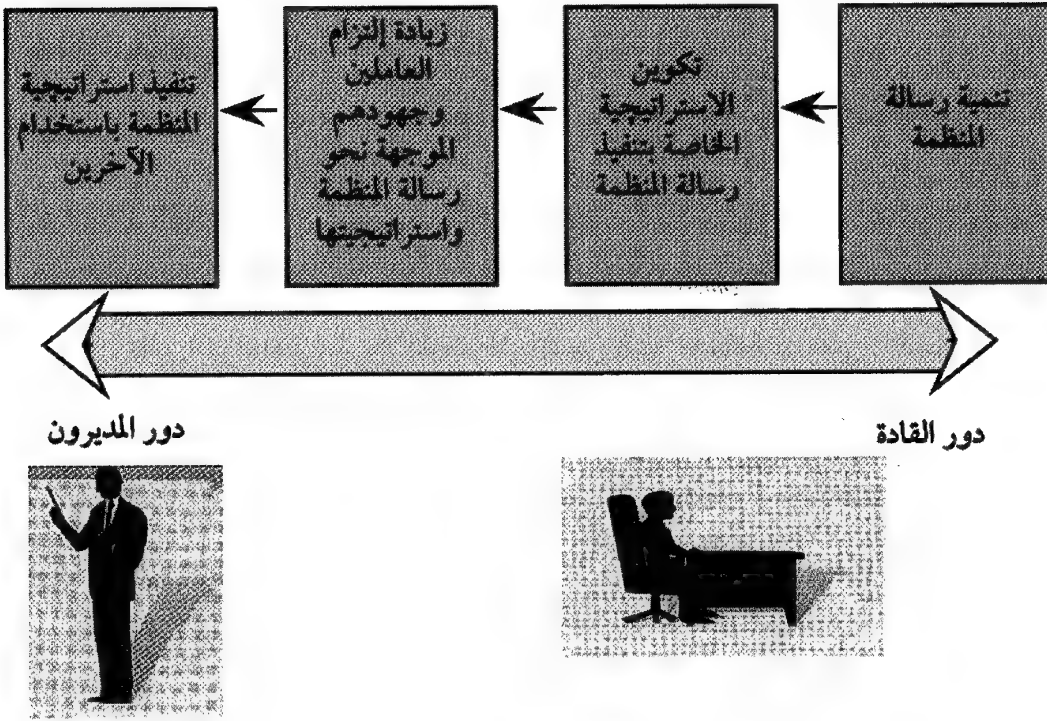 تنمية رسالة
المنظمة
تكوين
الاستراتيجية
الخاصة بتنفيذ
رسالة المنظمة
زيادة إلتزام
العاملين
وجهودهم
الموجهة نحو
رسالة المنظمة
واستراتيجيتها
تنفيذ استراتيجية
المنظمة باستخدام
الآخرين
دور القادة
دور المديرون